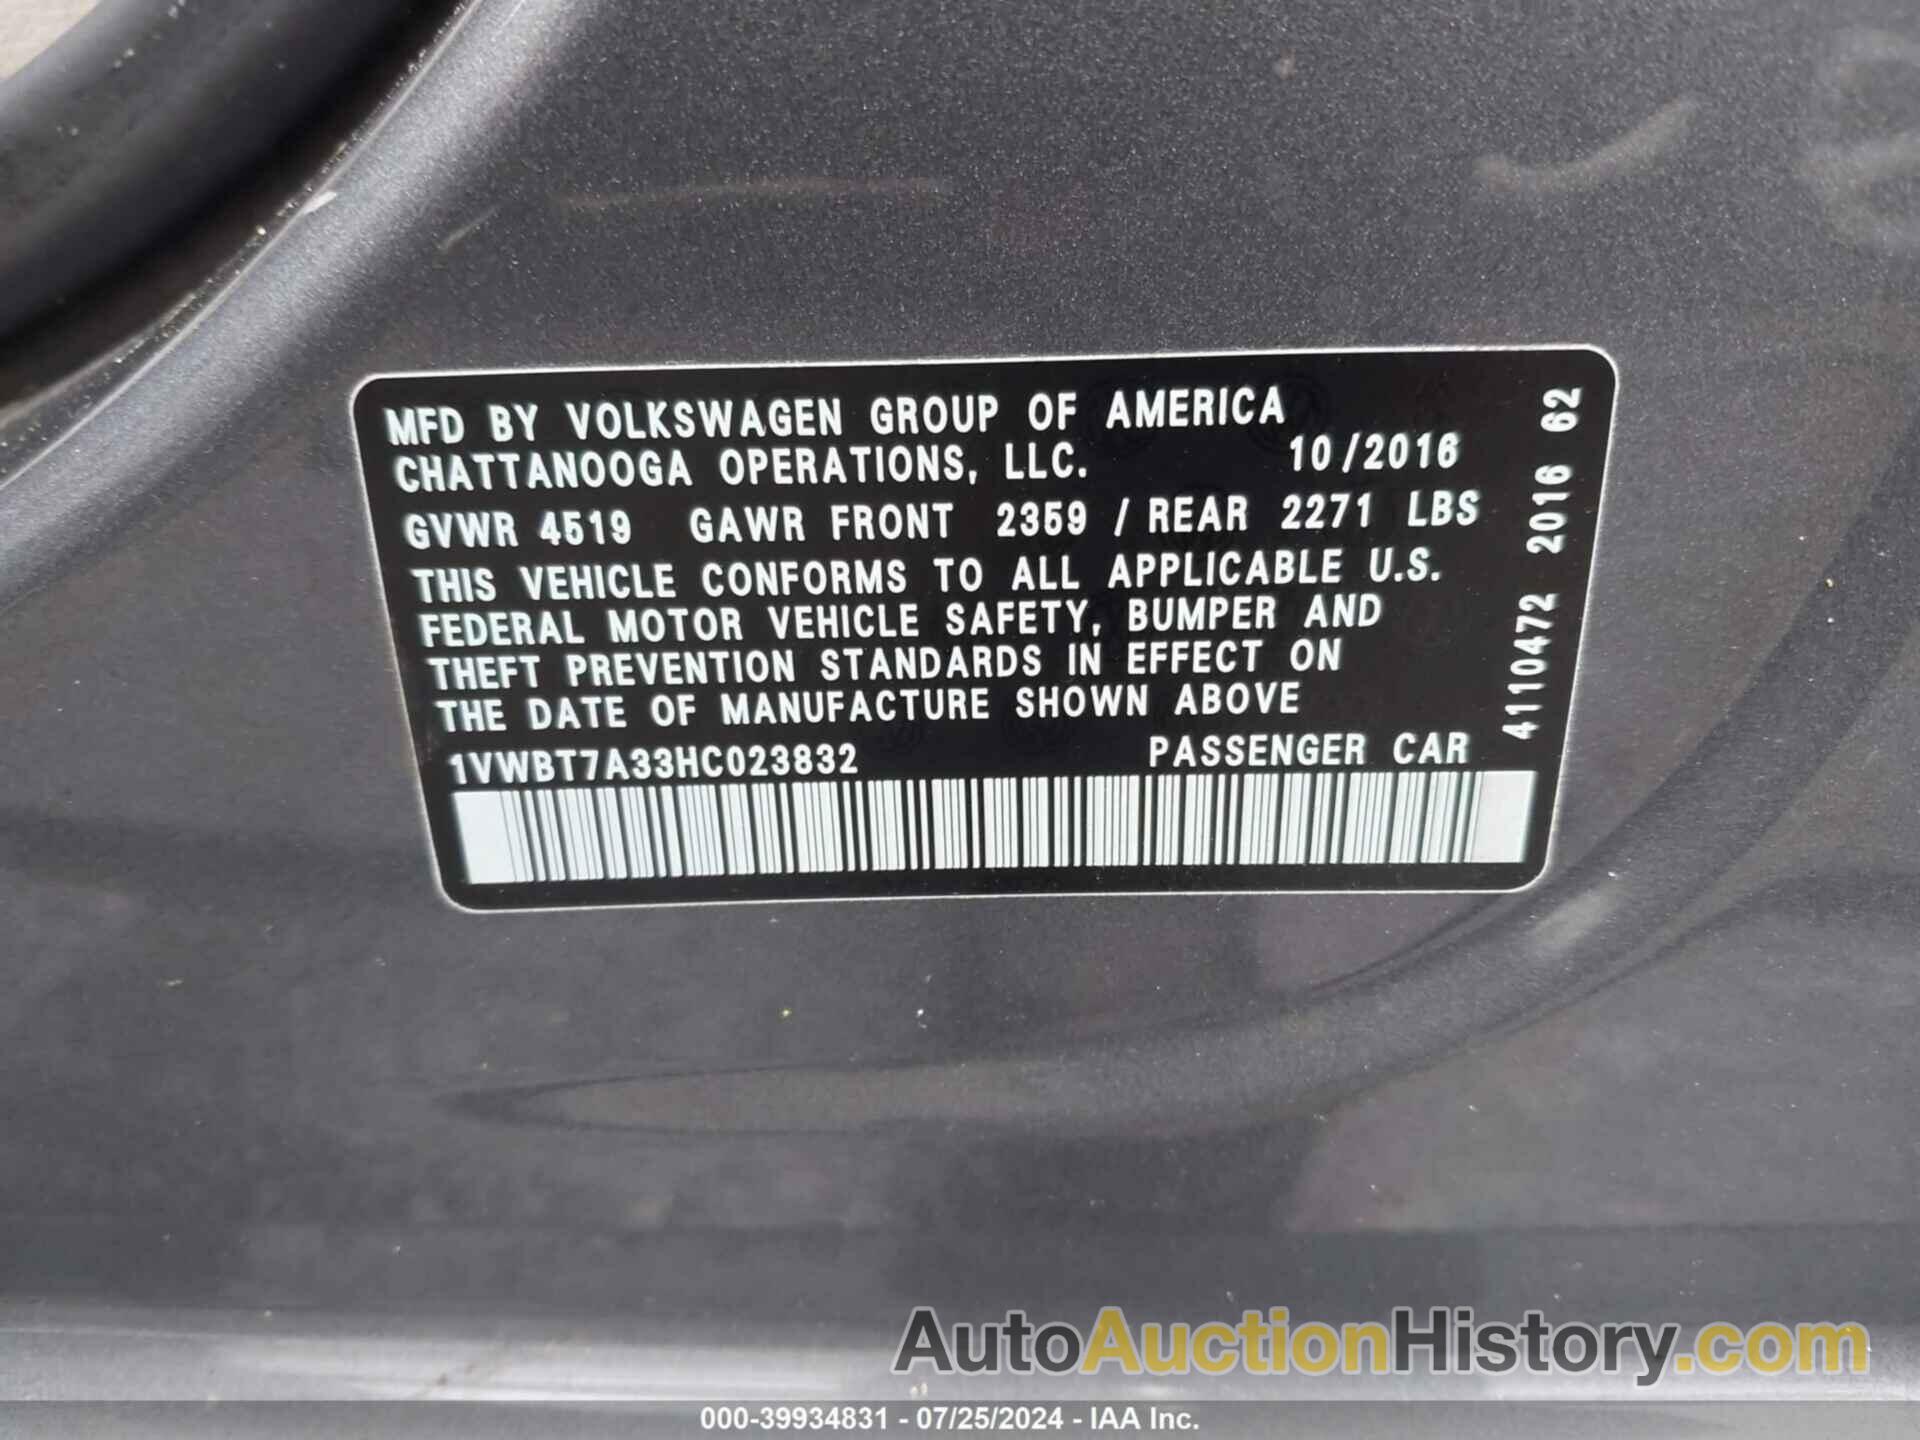 MFD BY VOLKSWAGEN GROUP OF AMERICA
CHATTANOOGA OPERATIONS, LLC. 10/2016
GVWR 4519 GAWR FRONT 2359 / REAR 2271 LBS
THIS VEHICLE CONFORMS TO ALL APPLICABLE U.S.
FEDERAL MOTOR VEHICLE SAFETY, BUMPER AND
THEFT PREVENTION STANDARDS IN EFFECT ON
THE DATE OF MANUFACTURE SHOWN ABOVE
1VWBT7A33HC023832 PASSENGER CAR
4110472 2016 62
AutoAuctionHistory.com
000-39934831 - 07/25/2024 - IAA Inc.